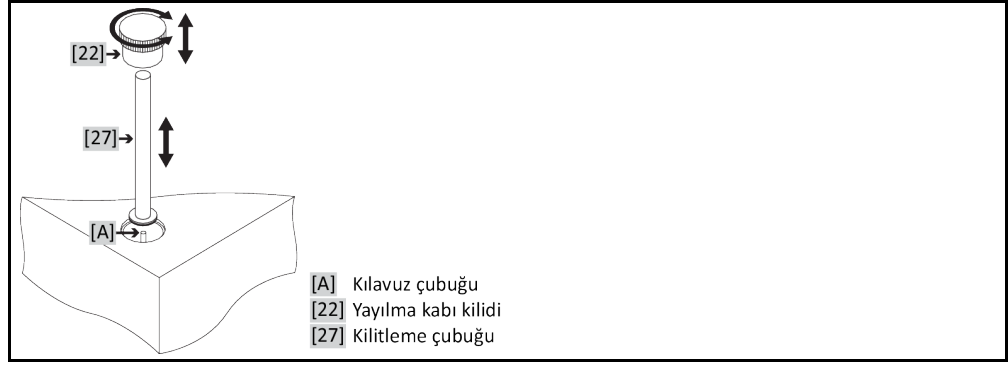 [22]
[27]
[A]
[A] Kılavuz çubuğu
[22] Yayılma kabı kilidi
[27] Kilitleme çubuğu